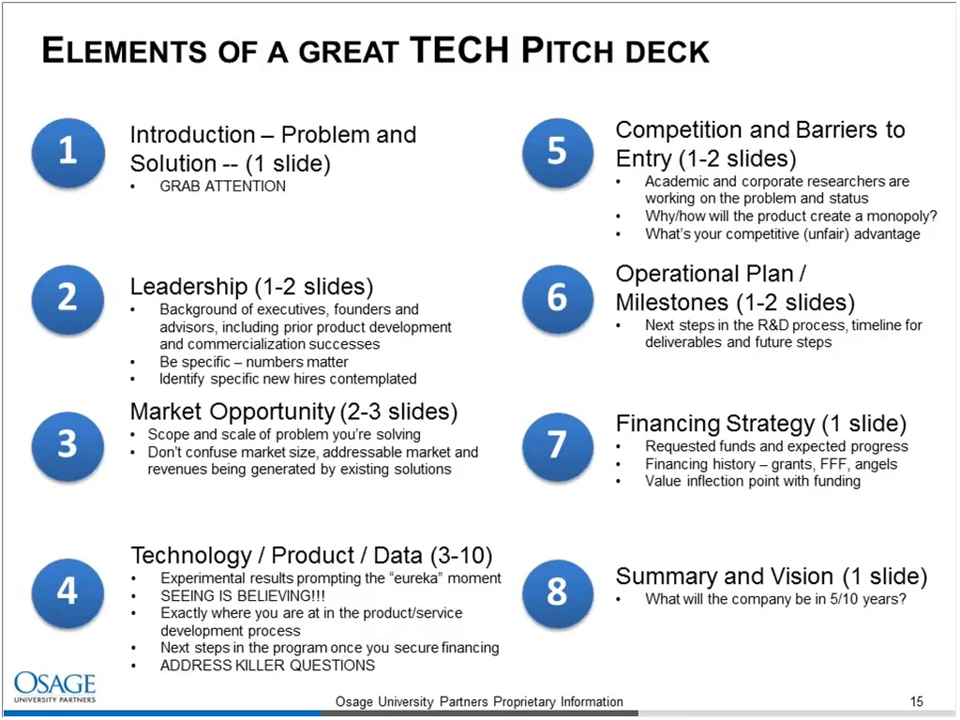 ELEMENTS OF A GREAT TECH PITCH DECK
1
Introduction – Problem and
Solution -- (1 slide)
• GRAB ATTENTION
2
Leadership (1-2 slides)
• Background of executives, founders and
advisors, including prior product development
and commercialization successes
• Be specific – numbers matter
• Identify specific new hires contemplated
3
Market Opportunity (2-3 slides)
• Scope and scale of problem you're solving
• Don't confuse market size, addressable market and
revenues being generated by existing solutions
4
Technology / Product / Data (3-10)
• Experimental results prompting the “eureka” moment
• SEEING IS BELIEVING!!!
• Exactly where you are at in the product/service
development process
• Next steps in the program once you secure financing
• ADDRESS KILLER QUESTIONS
5
Competition and Barriers to
Entry (1-2 slides)
• Academic and corporate researchers are
working on the problem and status
• Why/how will the product create a monopoly?
• What's your competitive (unfair) advantage
6
Operational Plan /
Milestones (1-2 slides)
• Next steps in the R&D process, timeline for
deliverables and future steps
7
Financing Strategy (1 slide)
• Requested funds and expected progress
• Financing history – grants, FFF, angels
• Value inflection point with funding
8
Summary and Vision (1 slide)
• What will the company be in 5/10 years?
OSAGE
UNIVERSITY PARTNERS
Osage University Partners Proprietary Information
15